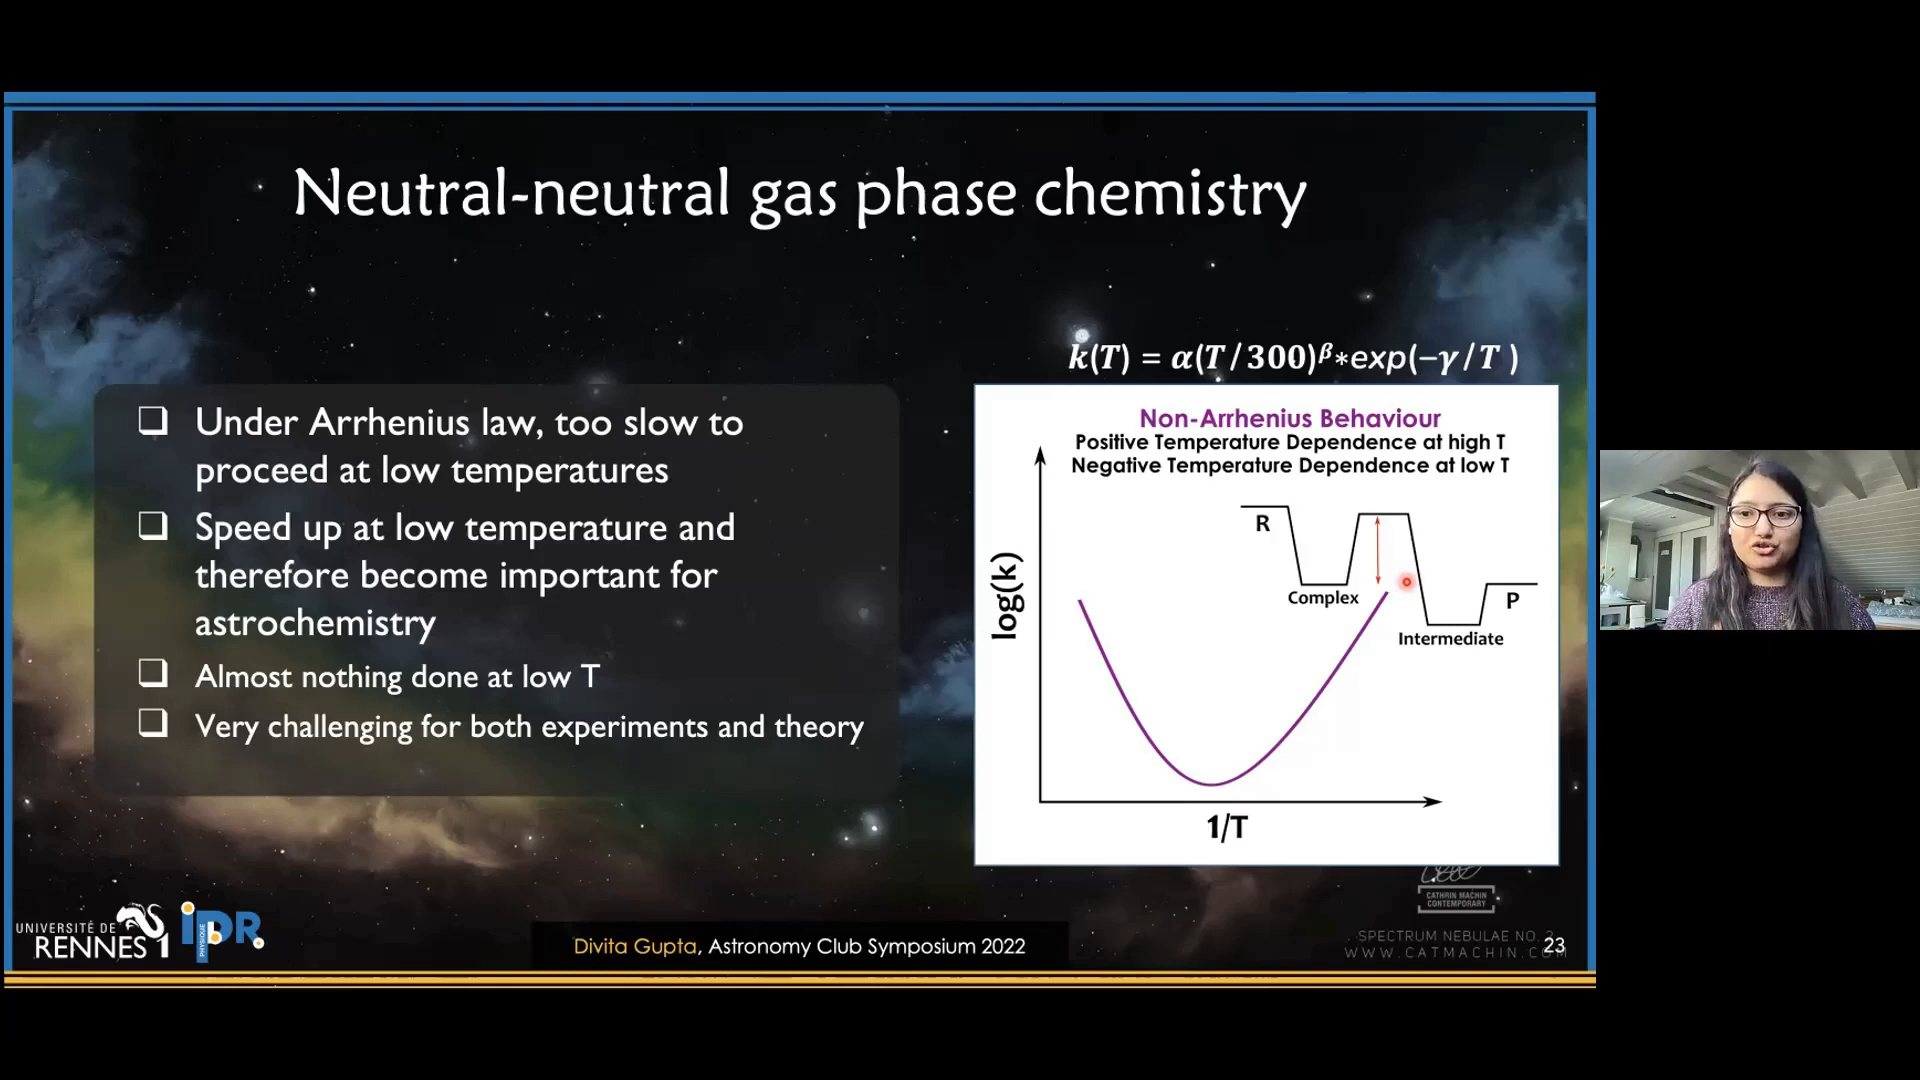 Neutral-neutral gas phase chemistry
k(T) = α(T/300)^β*exp(−γ/T )
❑ Under Arrhenius law, too slow to
proceed at low temperatures
❑ Speed up at low temperature and
therefore become important for
astrochemistry
❑ Almost nothing done at low T
❑ Very challenging for both experiments and theory
Non-Arrhenius Behaviour
Positive Temperature Dependence at high T
Negative Temperature Dependence at low T
R
Complex
P
Intermediate
log(k)
1/T
CATHRIN MACHIN
CONTEMPORARY
SPECTRUM NEBULAE NO.
WWW.CATMACHIN.COM
UNIVERSITÉ DE
RENNES 1
IPR
PHYSIQUE
Divita Gupta, Astronomy Club Symposium 2022
23